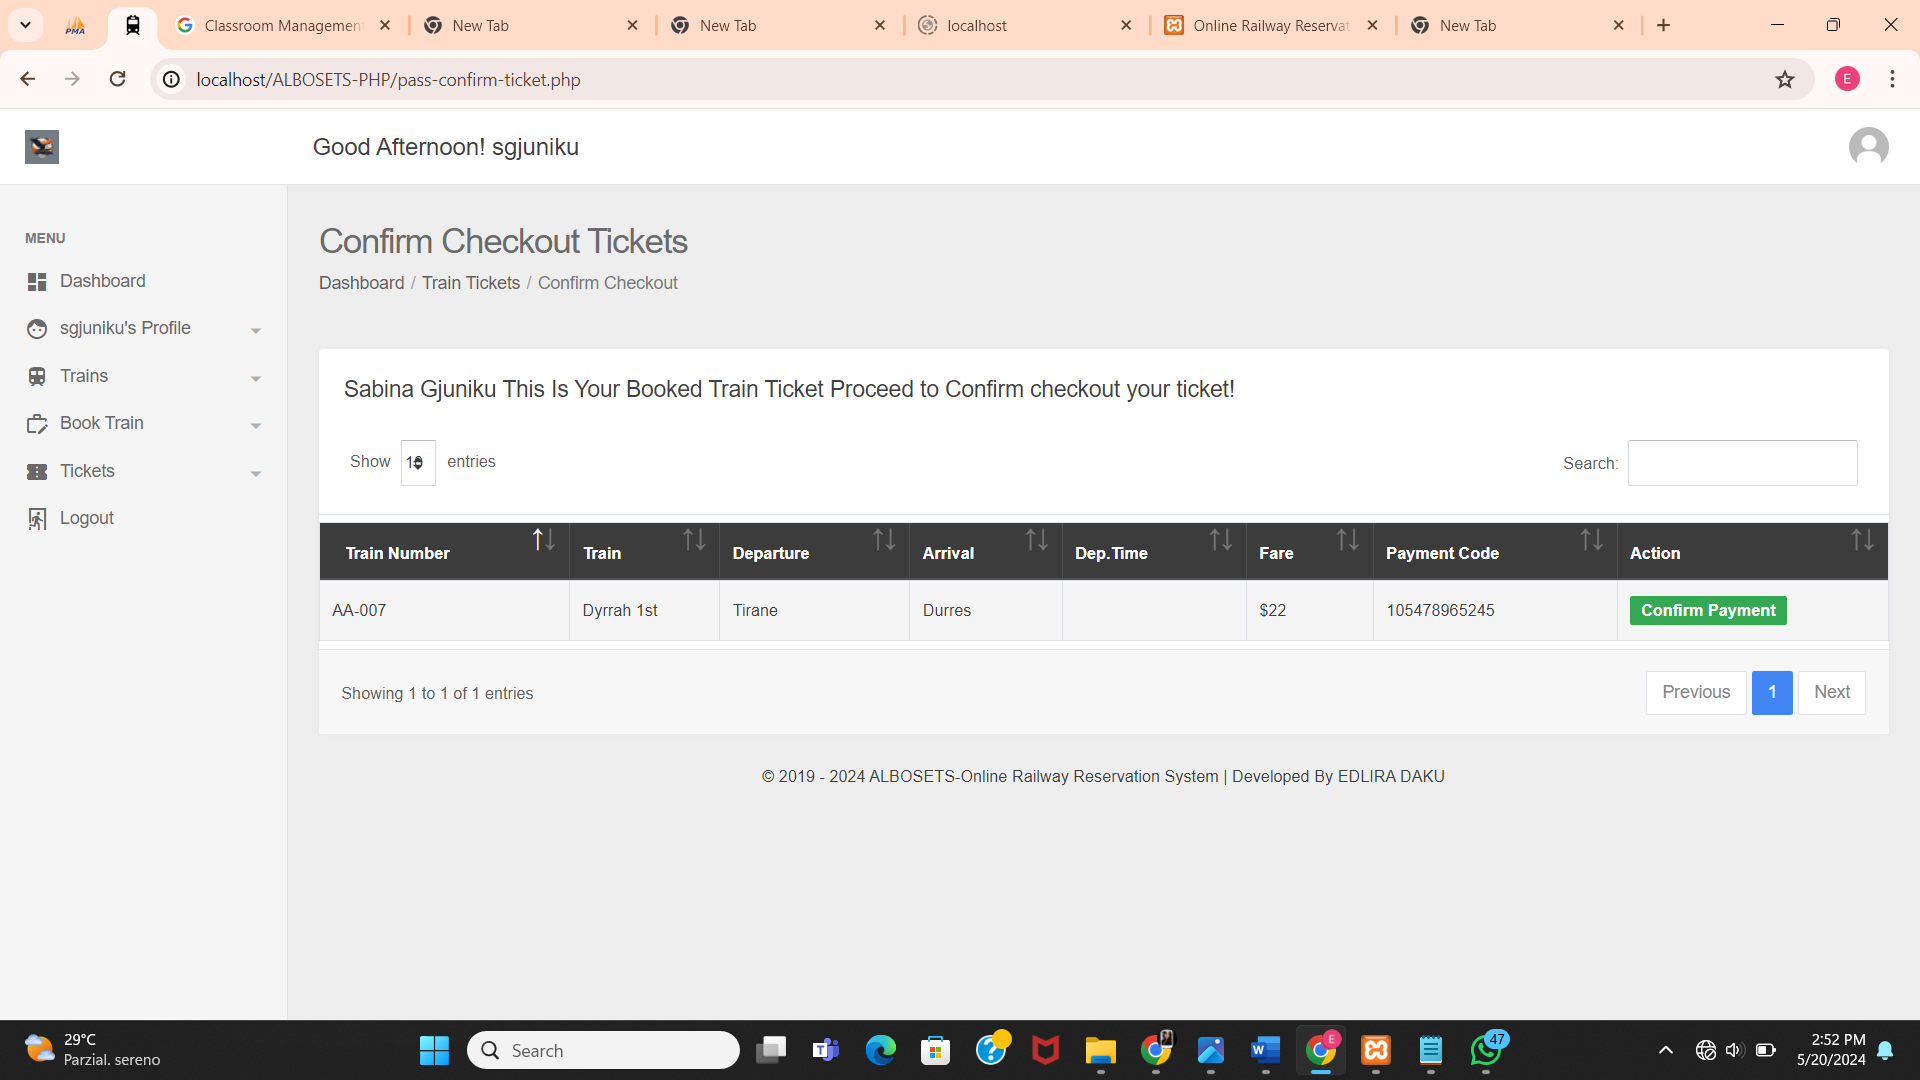 PMA
Classroom Management
New Tab
New Tab
localhost
Online Railway Reservat
New Tab
localhost/ALBOSETS-PHP/pass-confirm-ticket.php
E
Good Afternoon! sgjuniku
MENU
Dashboard
sgjuniku's Profile
Trains
Book Train
Tickets
Logout
Confirm Checkout Tickets
Dashboard / Train Tickets / Confirm Checkout
Sabina Gjuniku This Is Your Booked Train Ticket Proceed to Confirm checkout your ticket!
Show 10 entries
Search:
Train Number Train Departure Arrival Dep.Time Fare Payment Code Action
AA-007 Dyrrah 1st Tirane Durres $22 105478965245 Confirm Payment
Showing 1 to 1 of 1 entries
Previous 1 Next
© 2019 - 2024 ALBOSETS-Online Railway Reservation System | Developed By EDLIRA DAKU
29°C
Parzial. sereno
Search
E
47
2:52 PM
5/20/2024